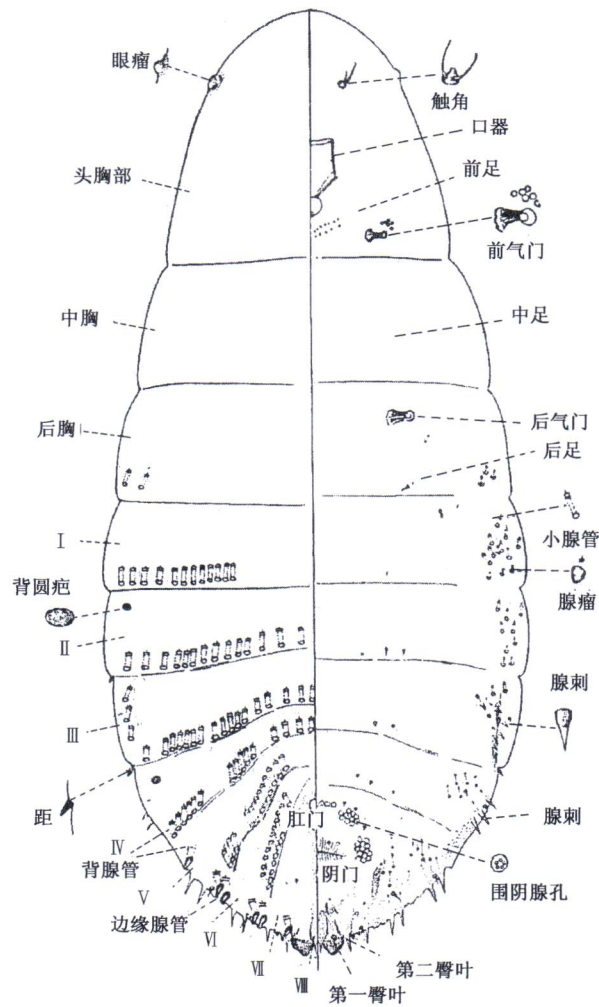 眼瘤
触角
口器
头胸部
前足
前气门
中胸
中足
后胸
后气门
后足
小腺管
Ⅰ
背圆疤
腺瘤
Ⅱ
腺刺
Ⅲ
距
肛门
腺刺
Ⅳ
背腺管
阴门
围阴腺孔
Ⅴ
边缘腺管
Ⅵ
Ⅶ
Ⅷ
第二臀叶
第一臀叶